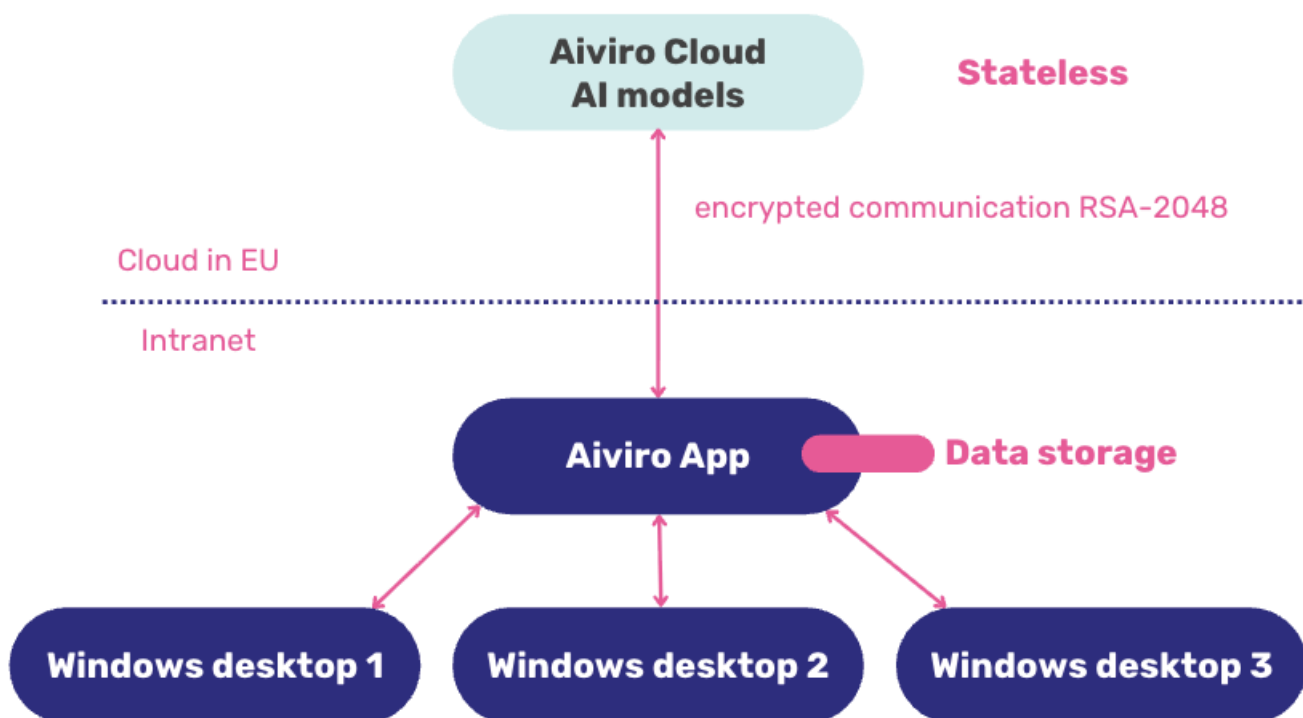 Aiviro Cloud
AI models
Stateless
encrypted communication RSA-2048
Cloud in EU
Intranet
Aiviro App
Data storage
Windows desktop 1
Windows desktop 2
Windows desktop 3